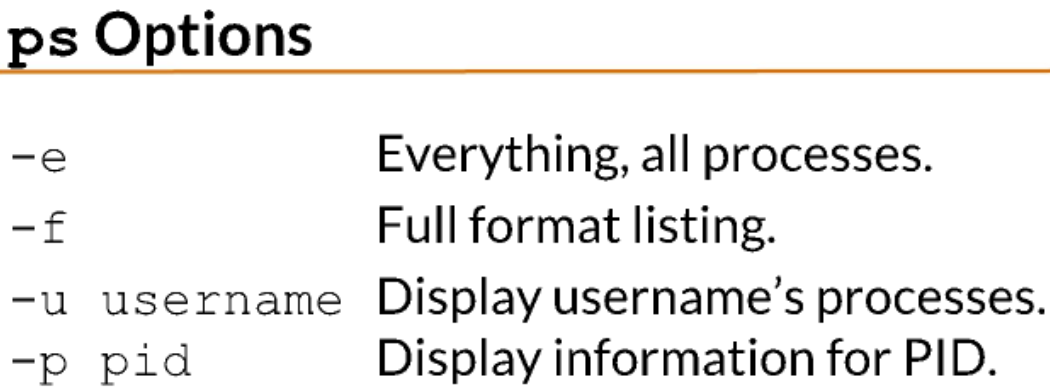 ps Options
-e Everything, all processes.
-f Full format listing.
-u username Display username's processes.
-p pid Display information for PID.